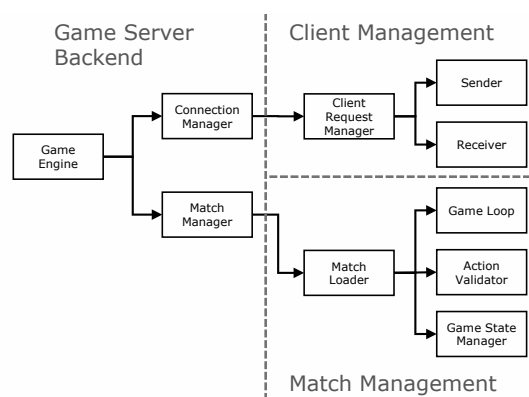 Game Server
Backend
Client Management
Game
Engine
Connection
Manager
Match
Manager
Client
Request
Manager
Sender
Receiver
Match
Loader
Game Loop
Action
Validator
Game State
Manager
Match Management